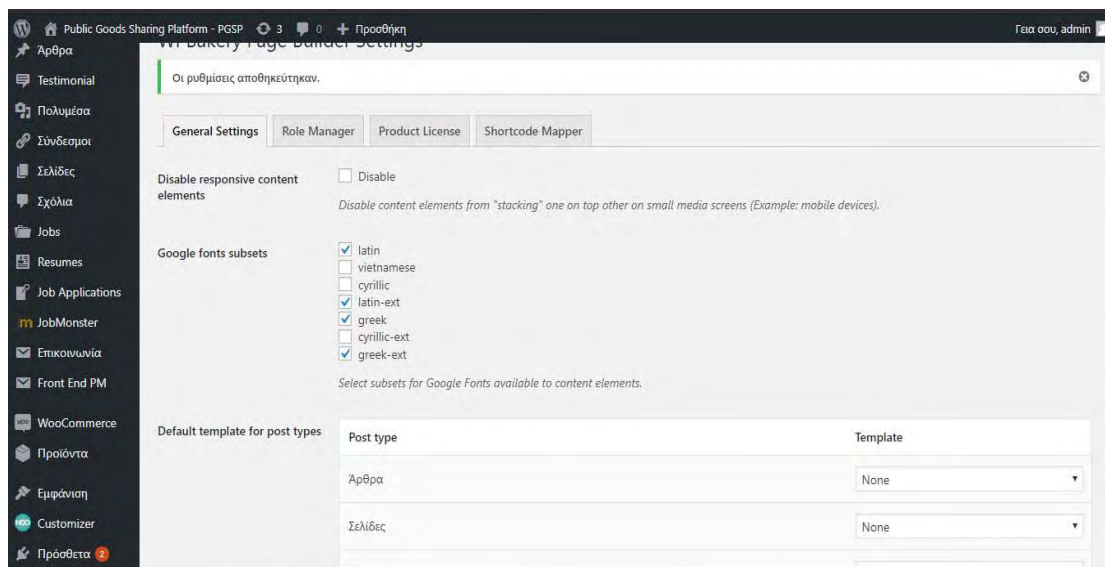 Public Goods Sharing Platform - PGSP 3 0 Προσθήκη Γεια σου, admin
Άρθρα
Testimonial
Πολυμέσα
Σύνδεσμοι
Σελίδες
Σχόλια
Jobs
Resumes
Job Applications
JobMonster
Επικοινωνία
Front End PM
WooCommerce
Προϊόντα
Εμφάνιση
Customizer
Πρόσθετα 2
WPBakery Page Builder Settings
Οι ρυθμίσεις αποθηκεύτηκαν.
General Settings Role Manager Product License Shortcode Mapper
Disable responsive content
elements
Disable
Disable content elements from "stacking" one on top other on small media screens (Example: mobile devices).
Google fonts subsets
latin
vietnamese
cyrillic
latin-ext
greek
cyrillic-ext
greek-ext
Select subsets for Google Fonts available to content elements.
Default template for post types
Post type Template
Άρθρα None
Σελίδες None